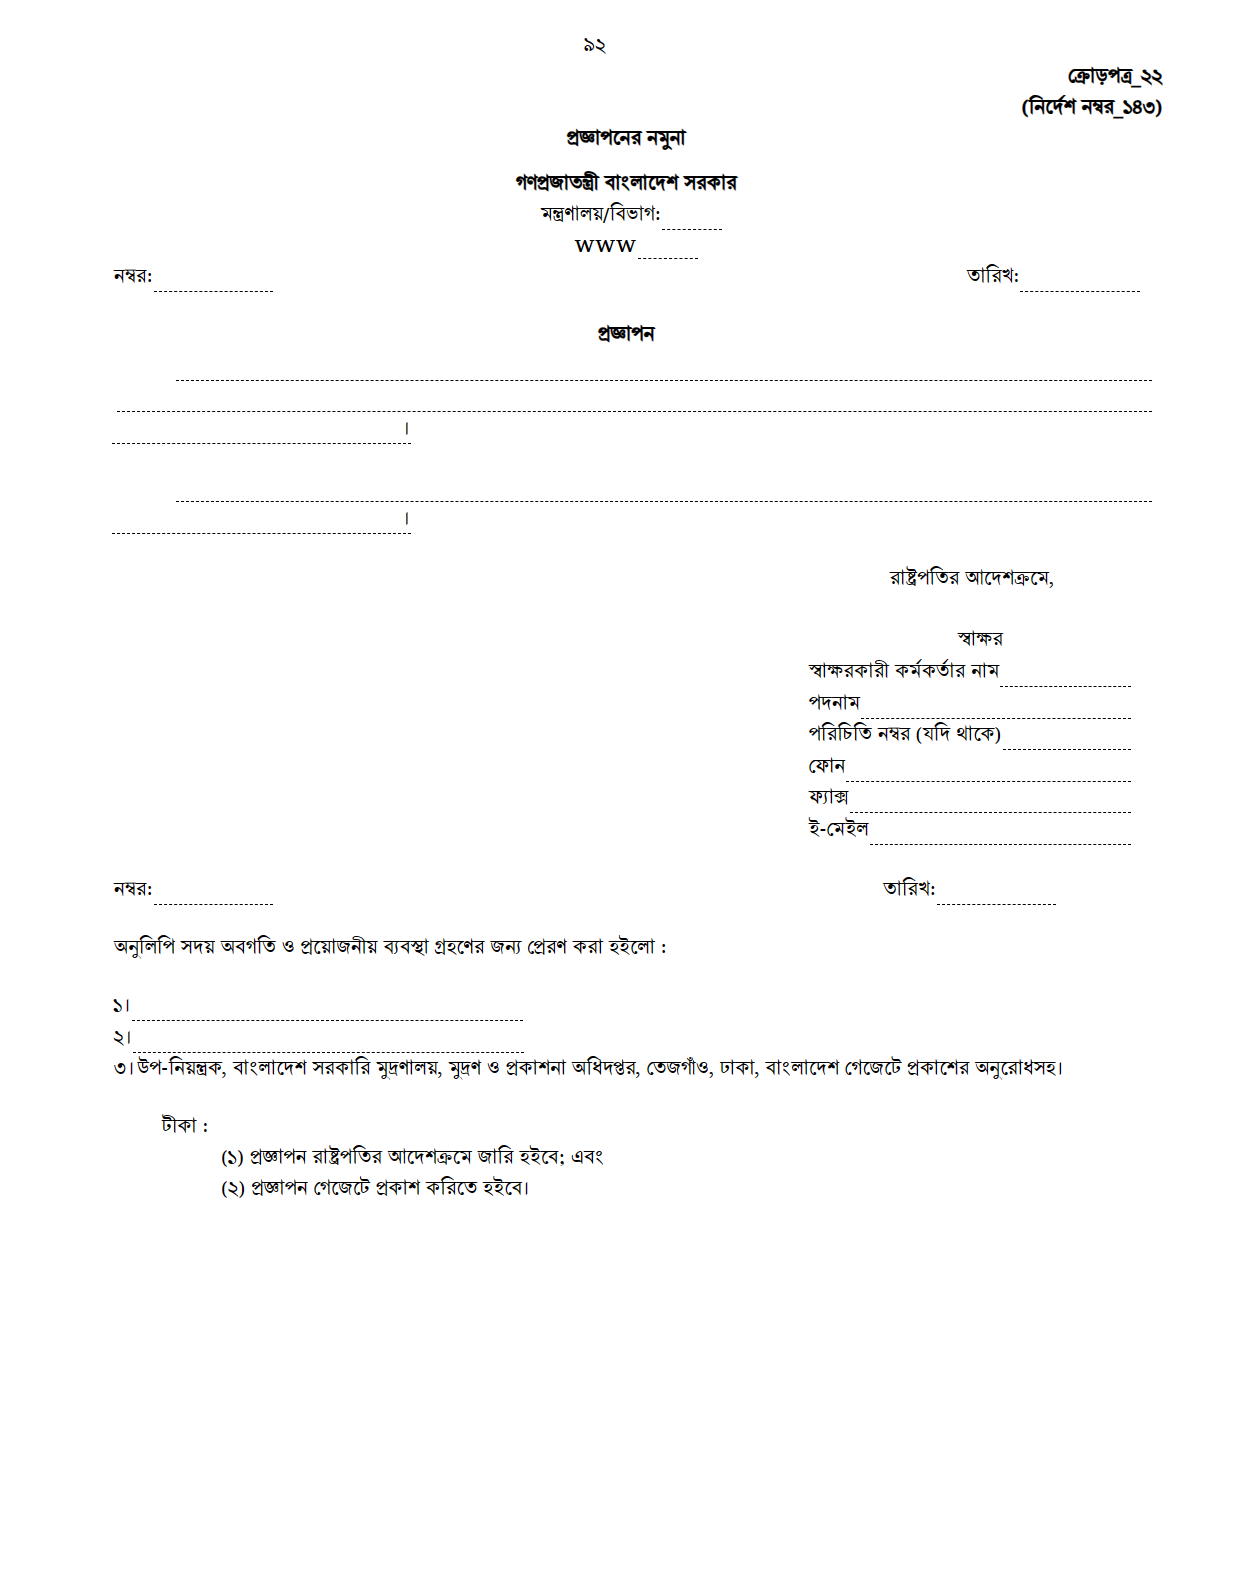 ৯২
ক্রোড়পত্র_২২
(নির্দেশ নম্বর_১৪৩)
প্রজ্ঞাপনের নমুনা
গণপ্রজাতন্ত্রী বাংলাদেশ সরকার
মন্ত্রণালয়/বিভাগ:
www
নম্বর: তারিখ:
প্রজ্ঞাপন
।
।
রাষ্ট্রপতির আদেশক্রমে,
স্বাক্ষর
স্বাক্ষরকারী কর্মকর্তার নাম
পদনাম
পরিচিতি নম্বর (যদি থাকে)
ফোন
ফ্যাক্স
ই-মেইল
নম্বর: তারিখ:
অনুলিপি সদয় অবগতি ও প্রয়োজনীয় ব্যবস্থা গ্রহণের জন্য প্রেরণ করা হইলো :
১।
২।
৩। উপ-নিয়ন্ত্রক, বাংলাদেশ সরকারি মুদ্রণালয়, মুদ্রণ ও প্রকাশনা অধিদপ্তর, তেজগাঁও, ঢাকা, বাংলাদেশ গেজেটে প্রকাশের অনুরোধসহ।
টীকা :
(১) প্রজ্ঞাপন রাষ্ট্রপতির আদেশক্রমে জারি হইবে; এবং
(২) প্রজ্ঞাপন গেজেটে প্রকাশ করিতে হইবে।